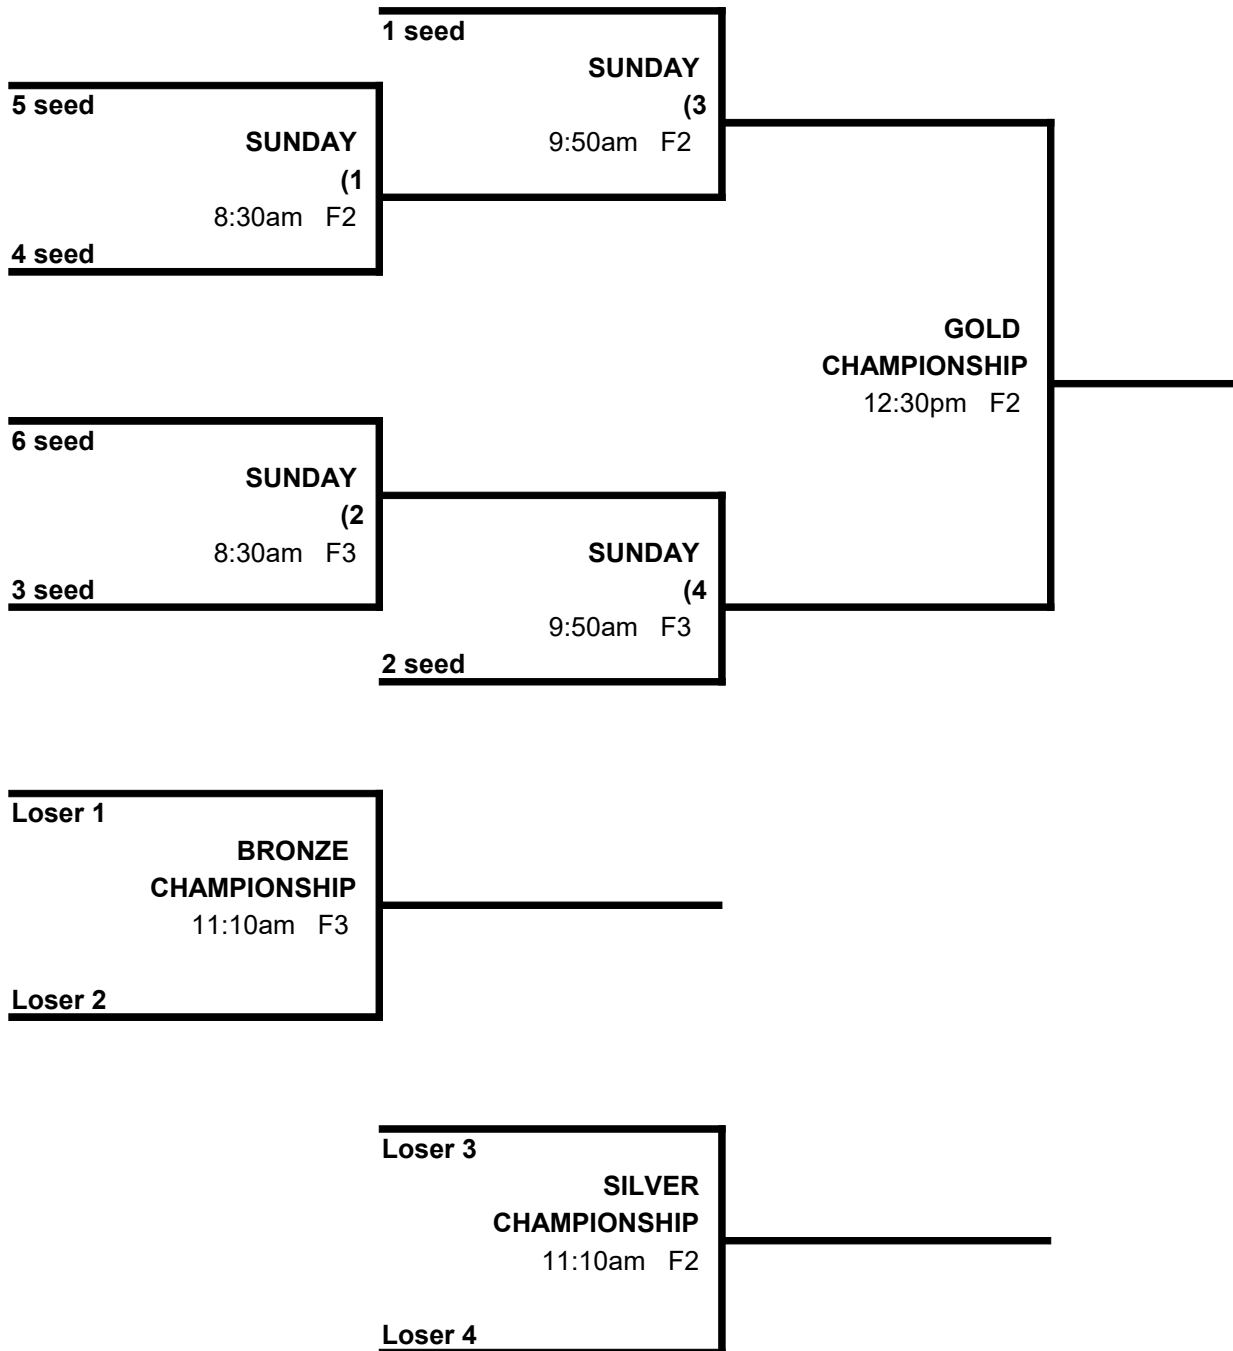 1 seed
SUNDAY
(3
9:50am F2
5 seed
SUNDAY
(1
8:30am F2
4 seed
GOLD
CHAMPIONSHIP
12:30pm F2
6 seed
SUNDAY
(2
8:30am F3
3 seed
SUNDAY
(4
9:50am F3
2 seed
Loser 1
BRONZE
CHAMPIONSHIP
11:10am F3
Loser 2
Loser 3
SILVER
CHAMPIONSHIP
11:10am F2
Loser 4